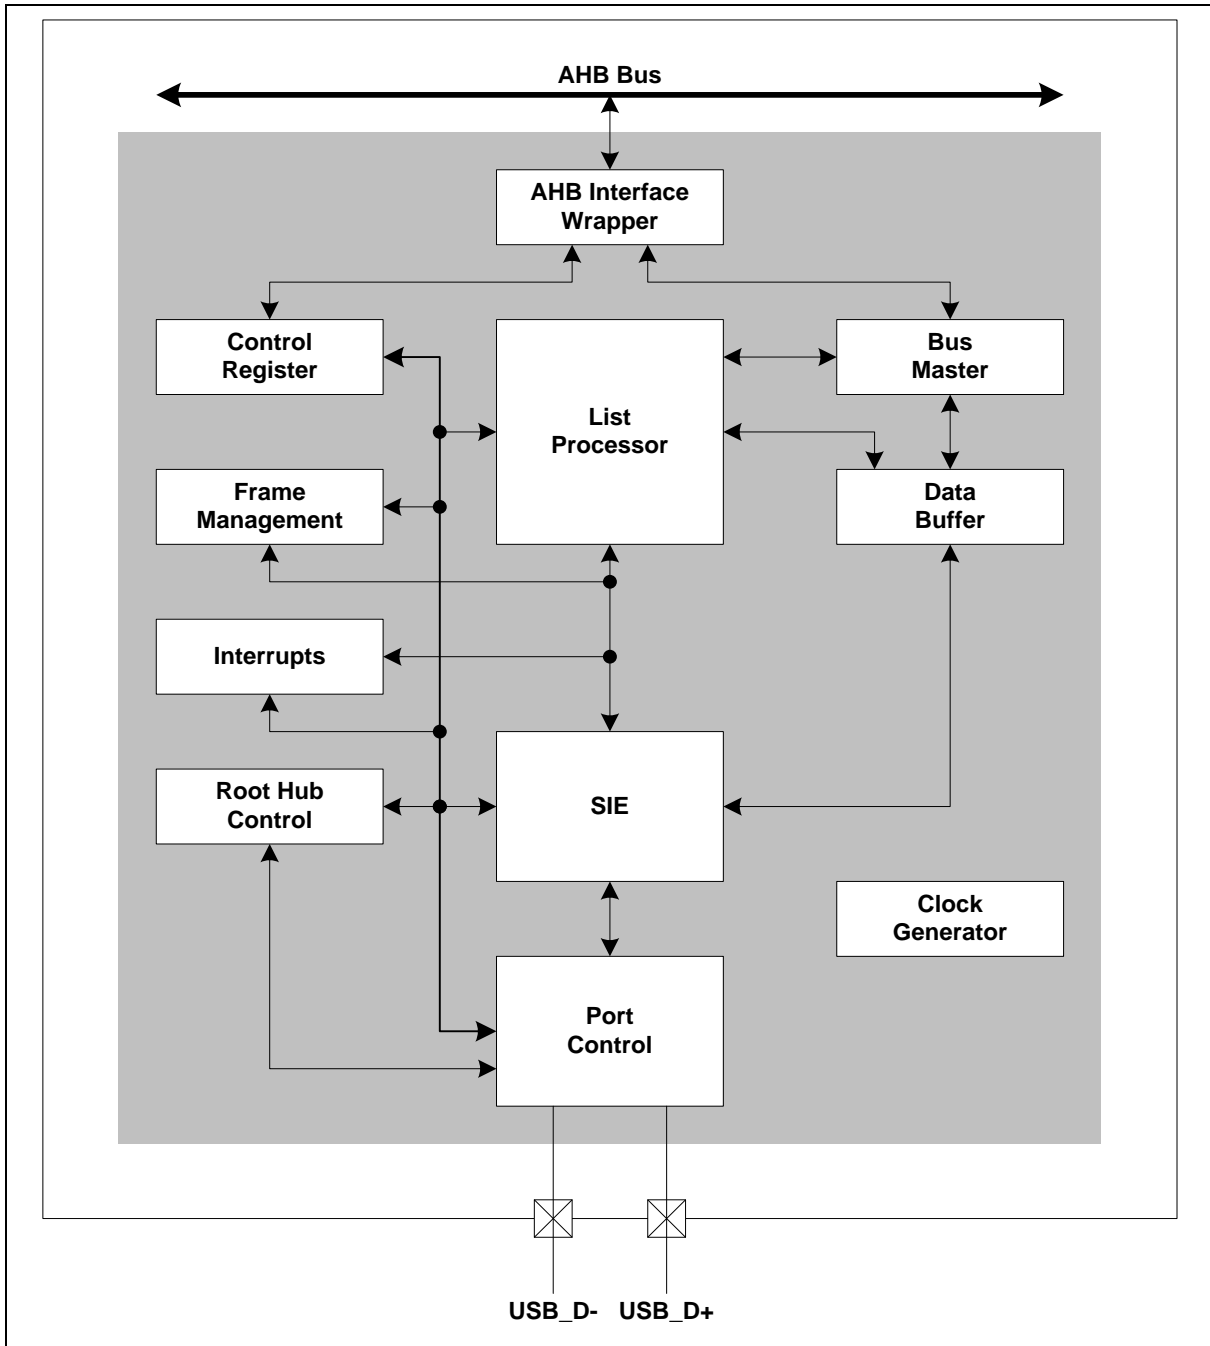 AHB Bus
AHB Interface
Wrapper
Control
Register
List
Processor
Bus
Master
Frame
Management
Data
Buffer
Interrupts
Root Hub
Control
SIE
Clock
Generator
Port
Control
USB_D-
USB_D+